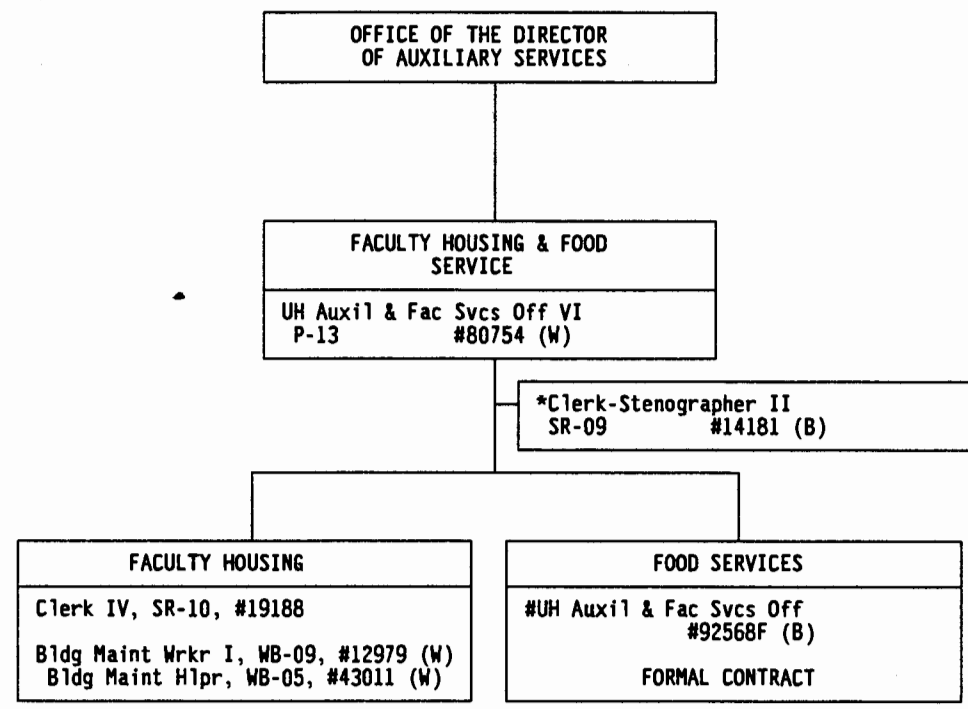 OFFICE OF THE DIRECTOR
OF AUXILIARY SERVICES
FACULTY HOUSING & FOOD
SERVICE
UH Auxil & Fac Svcs Off VI
P-13 #80754 (W)
*Clerk-Stenographer II
SR-09 #14181 (B)
FACULTY HOUSING
Clerk IV, SR-10, #19188
Bldg Maint Wrkr I, WB-09, #12979 (W)
Bldg Maint Hlpr, WB-05, #43011 (W)
FOOD SERVICES
#UH Auxil & Fac Svcs Off
#92568F (B)
FORMAL CONTRACT